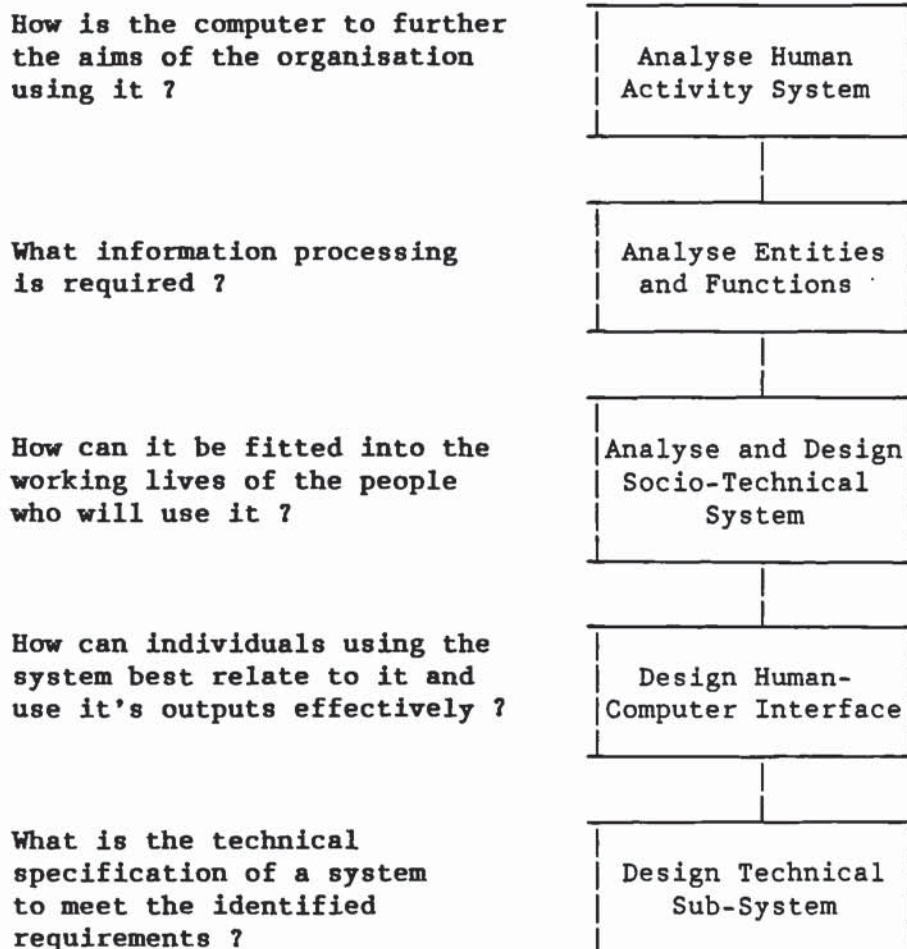 How is the computer to further
the aims of the organisation
using it ?
Analyse Human
Activity System
What information processing
is required ?
Analyse Entities
and Functions
How can it be fitted into the
working lives of the people
who will use it ?
Analyse and Design
Socio-Technical
System
How can individuals using the
system best relate to it and
use it's outputs effectively ?
Design Human-
Computer Interface
What is the technical
specification of a system
to meet the identified
requirements ?
Design Technical
Sub-System